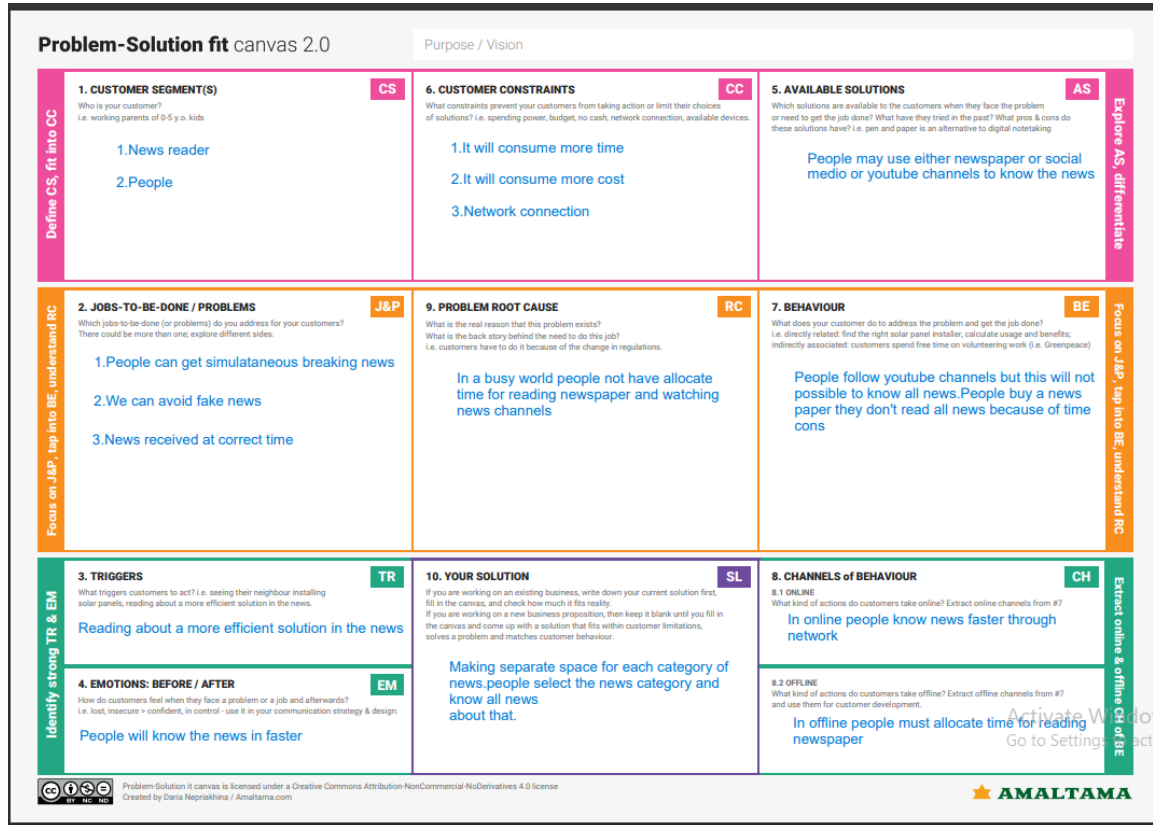 Problem-Solution fit canvas 2.0
Purpose / Vision
Define CS, fit into CC
1. CUSTOMER SEGMENT(S)
CS
Who is your customer?
i.e. working parents of 0-5 y.o. kids
1.News reader
2.People
6. CUSTOMER CONSTRAINTS
CC
What constraints prevent your customers from taking action or limit their choices
of solutions? i.e. spending power, budget, no cash, network connection, available devices.
1.It will consume more time
2.It will consume more cost
3.Network connection
5. AVAILABLE SOLUTIONS
AS
Which solutions are available to the customers when they face the problem
or need to get the job done? What have they tried in the past? What pros & cons do
these solutions have? i.e. pen and paper is an alternative to digital notetaking
People may use either newspaper or social
medio or youtube channels to know the news
Explore AS, differentiate
Focus on J&P, tap into BE, understand RC
2. JOBS-TO-BE-DONE / PROBLEMS
J&P
Which jobs-to-be-done (or problems) do you address for your customers?
There could be more than one; explore different sides.
1.People can get simulataneous breaking news
2.We can avoid fake news
3.News received at correct time
9. PROBLEM ROOT CAUSE
RC
What is the real reason that this problem exists?
What is the back story behind the need to do this job?
i.e. customers have to do it because of the change in regulations.
In a busy world people not have allocate
time for reading newspaper and watching
news channels
7. BEHAVIOUR
BE
What does your customer do to address the problem and get the job done?
i.e. directly related: find the right solar panel installer, calculate usage and benefits;
indirectly associated: customers spend free time on volunteering work (i.e. Greenpeace)
People follow youtube channels but this will not
possible to know all news.People buy a news
paper they don't read all news because of time
cons
Focus on J&P, tap into BE, understand RC
Identify strong TR & EM
3. TRIGGERS
TR
What triggers customers to act? i.e. seeing their neighbour installing
solar panels, reading about a more efficient solution in the news.
Reading about a more efficient solution in the news
4. EMOTIONS: BEFORE / AFTER
EM
How do customers feel when they face a problem or a job and afterwards?
i.e. lost, insecure > confident, in control - use it in your communication strategy & design.
People will know the news in faster
10. YOUR SOLUTION
SL
If you are working on an existing business, write down your current solution first,
fill in the canvas, and check how much it fits reality.
If you are working on a new business proposition, then keep it blank until you fill in
the canvas and come up with a solution that fits within customer limitations,
solves a problem and matches customer behaviour.
Making separate space for each category of
news.people select the news category and
know all news
about that.
8. CHANNELS of BEHAVIOUR
CH
8.1 ONLINE
What kind of actions do customers take online? Extract online channels from #7
In online people know news faster through
network
8.2 OFFLINE
What kind of actions do customers take offline? Extract offline channels from #7
and use them for customer development.
In offline people must allocate time for reading
newspaper
Extract online & offline CH of BE
Activate Windo
Go to Settings act
CC BY NC ND
Problem-Solution it canvas is licensed under a Creative Commons Attribution-NonCommercial-NoDerivatives 4.0 license
Created by Daria Nepriakhina / Amaltama.com
AMALTAMA